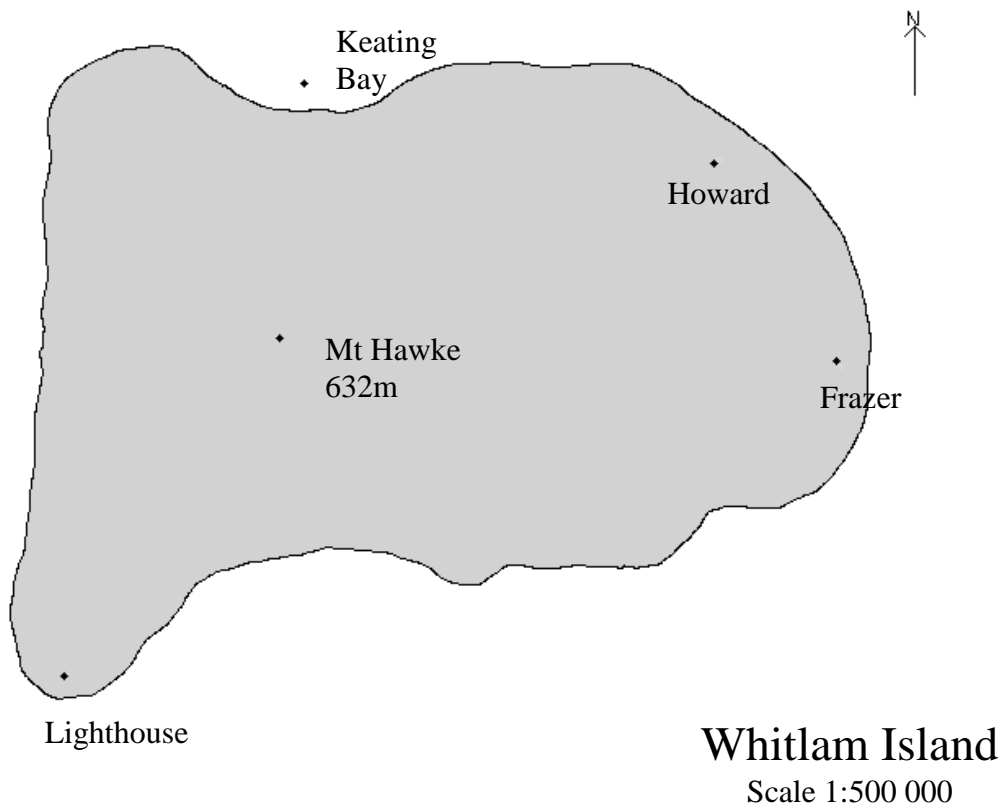 N
Keating
Bay
Howard
Mt Hawke
632m
Frazer
Lighthouse
Whitlam Island
Scale 1:500 000